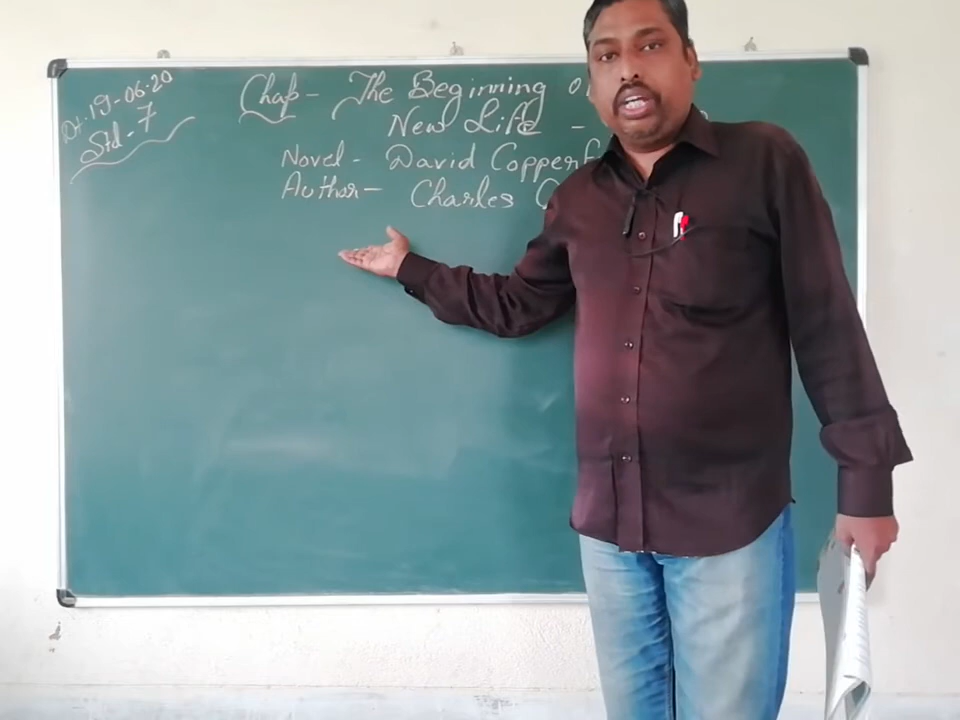 Dt. 19-06-20
Std - 7
Chap - The Beginning
New Life -
Novel - David Copperf
Author - Charles